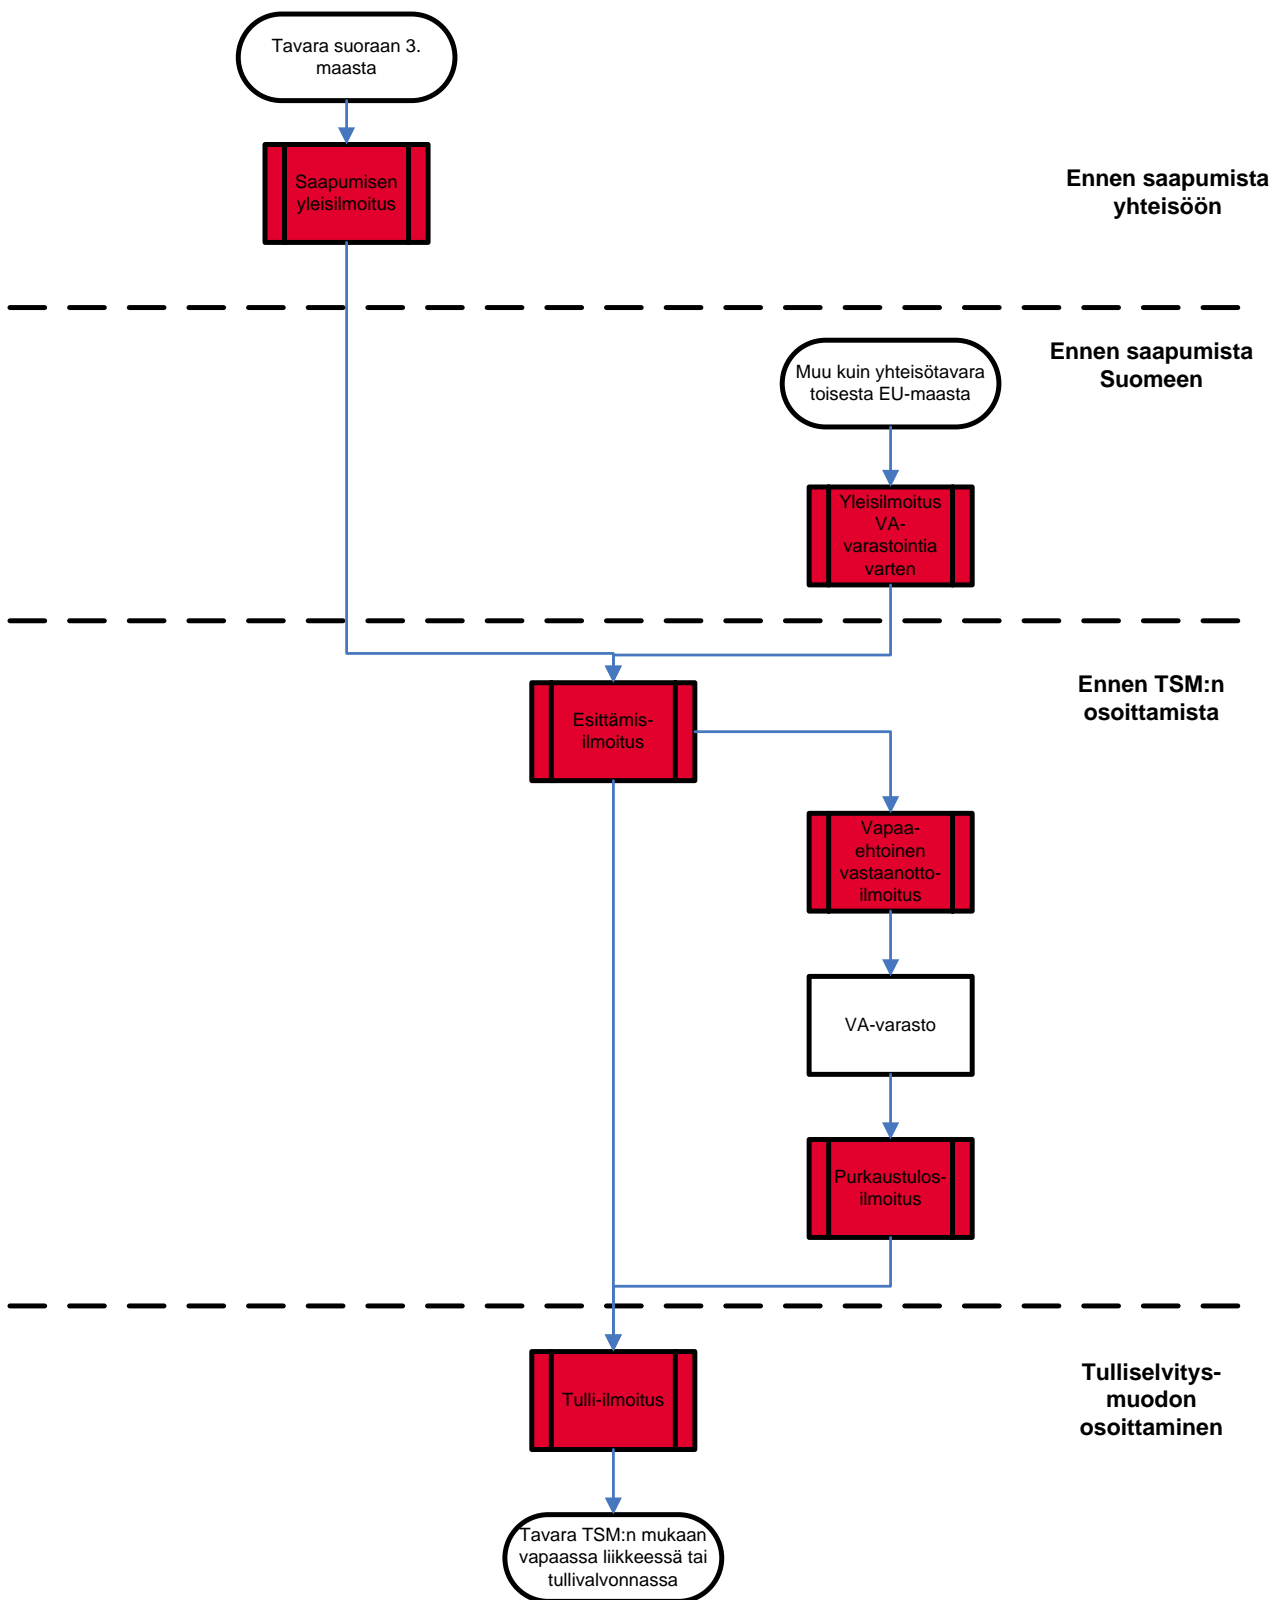 Tavara suoraan 3.
maasta
Saapumisen
yleisilmoitus
Ennen saapumista
yhteisöön
Ennen saapumista
Suomeen
Muu kuin yhteisötavara
toisesta EU-maasta
Yleisilmoitus
VA-
varastointia
varten
Ennen TSM:n
osoittamista
Esittämis-
ilmoitus
Vapaa-
ehtoinen
vastaanotto-
ilmoitus
VA-varasto
Purkaustulos-
ilmoitus
Tulliselvitys-
muodon
osoittaminen
Tulli-ilmoitus
Tavara TSM:n mukaan
vapaassa liikkeessä tai
tullivalvonnassa